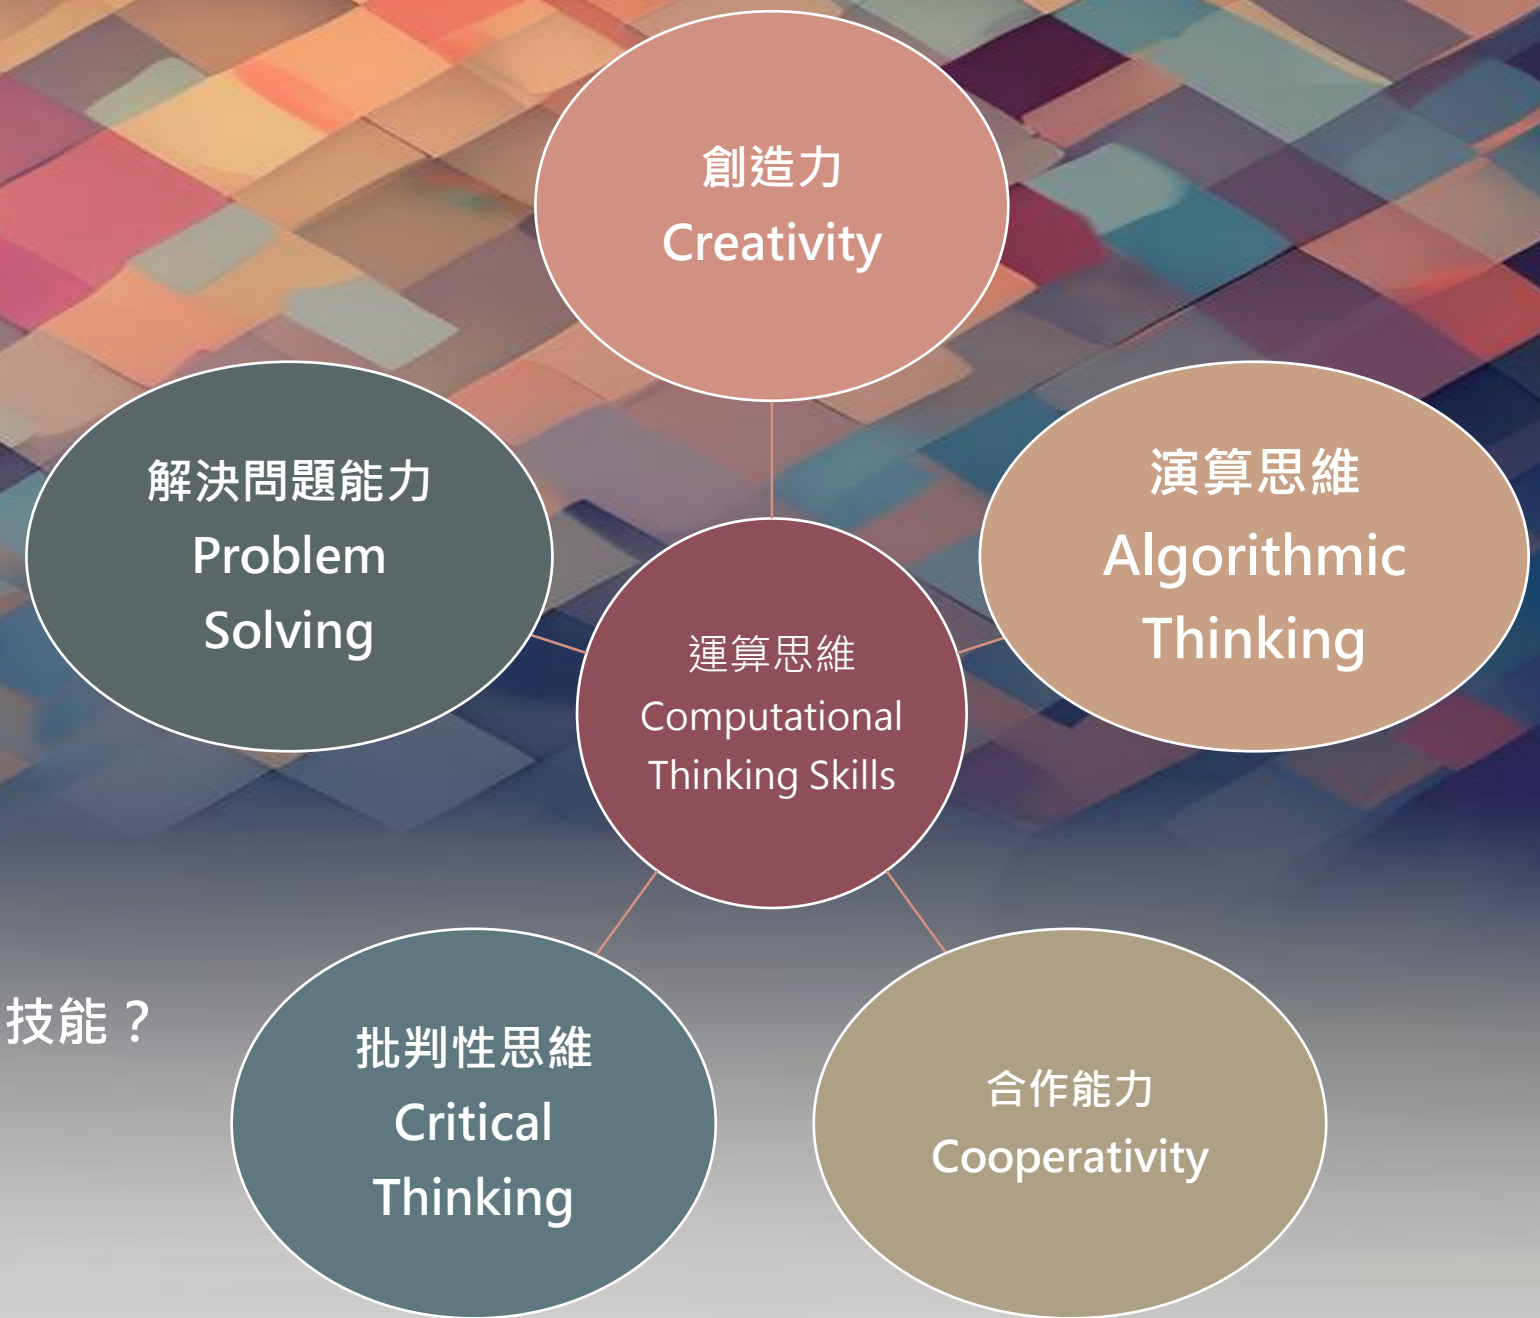 創造力
Creativity
解決問題能力
Problem
Solving
演算思維
Algorithmic
Thinking
運算思維
Computational
Thinking Skills
技能？
批判性思維
Critical
Thinking
合作能力
Cooperativity